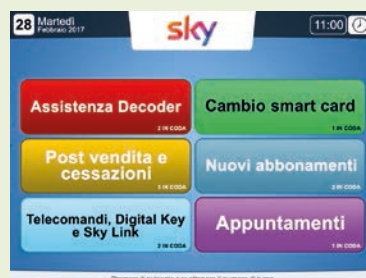 28 Martedì
Febbraio 2017
sky
11:00
Assistenza Decoder
2 IN CODA
Cambio smart card
1 IN CODA
Post vendita e
cessazioni
3 IN CODA
Nuovi abbonamenti
2 IN CODA
Telecomandi, Digital Key
e Sky Link
2 IN CODA
Appuntamenti
1 IN CODA